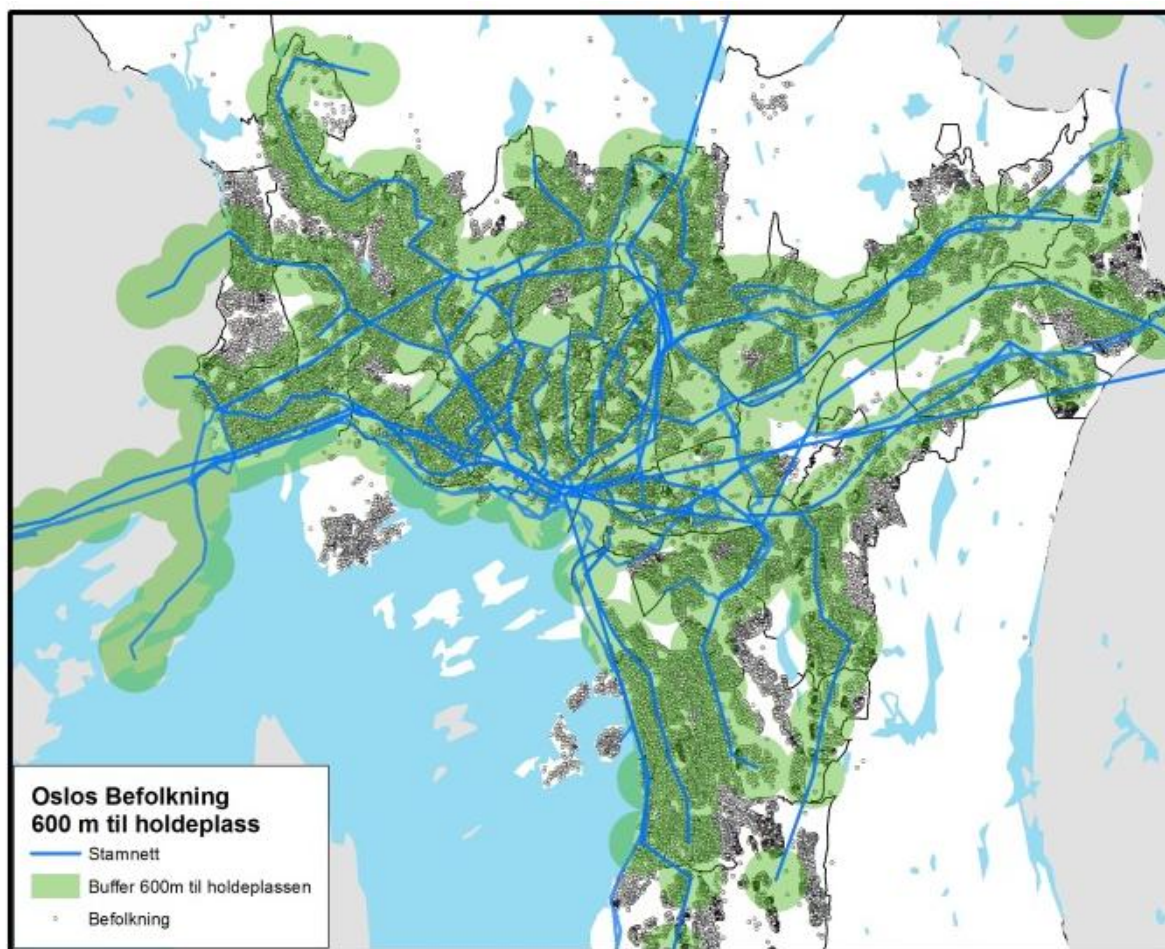 Oslos Befolkning
600 m til holdeplass
Stamnett
Buffer 600m til holdeplassen
Befolkning